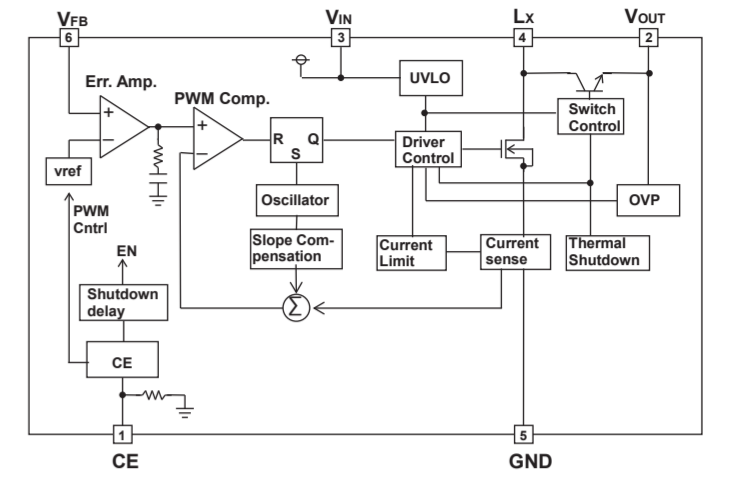 VFB
VIN
LX
VOUT
6
3
4
2
Err. Amp.
UVLO
PWM Comp.
Switch
Control
+
−
+
−
R
Q
S
Driver
Control
vref
Oscillator
OVP
PWM
Cntrl
Slope Com-
pensation
Current
Limit
Current
sense
Thermal
Shutdown
EN
Shutdown
delay
Σ
CE
1
5
CE
GND